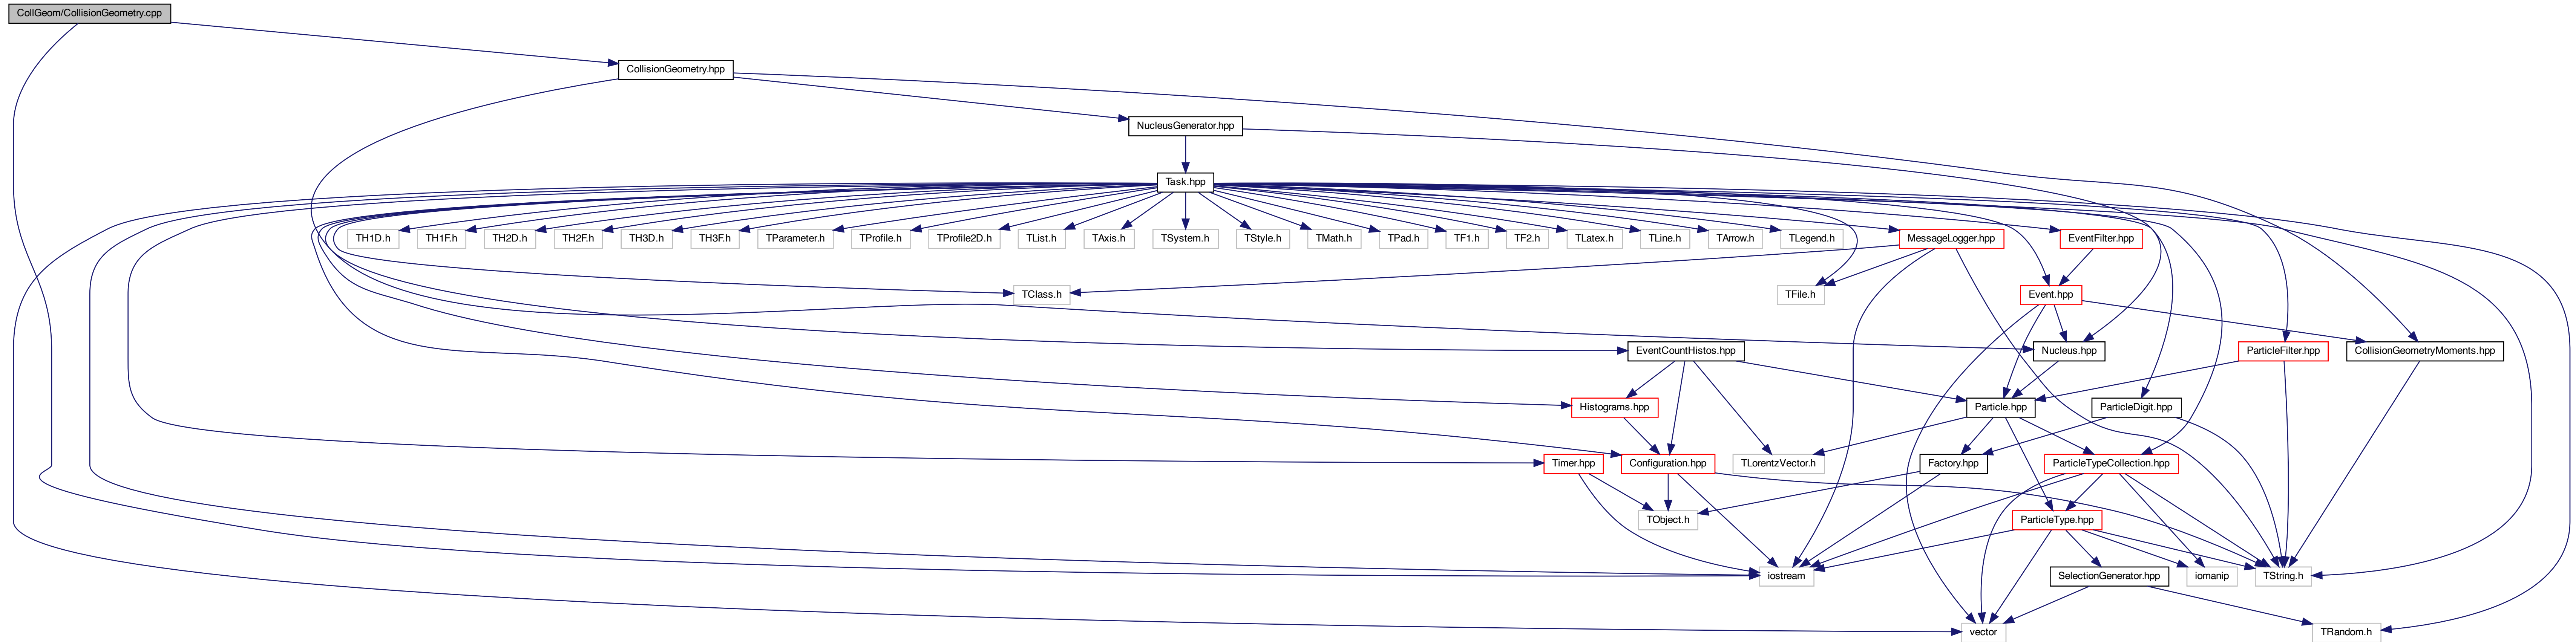 CollGeom/CollisionGeometry.cpp
CollisionGeometry.hpp
NucleusGenerator.hpp
Task.hpp
TH1D.h
TH1F.h
TH2D.h
TH2F.h
TH3D.h
TH3F.h
TParameter.h
TProfile.h
TProfile2D.h
TList.h
TAxis.h
TSystem.h
TStyle.h
TMath.h
TPad.h
TF1.h
TF2.h
TLatex.h
TLine.h
TArrow.h
TLegend.h
MessageLogger.hpp
EventFilter.hpp
TClass.h
TFile.h
Event.hpp
EventCountHistos.hpp
Nucleus.hpp
ParticleFilter.hpp
CollisionGeometryMoments.hpp
Histograms.hpp
Particle.hpp
ParticleDigit.hpp
Timer.hpp
Configuration.hpp
TLorentzVector.h
Factory.hpp
ParticleTypeCollection.hpp
TObject.h
ParticleType.hpp
iostream
SelectionGenerator.hpp
iomanip
TString.h
vector
TRandom.h